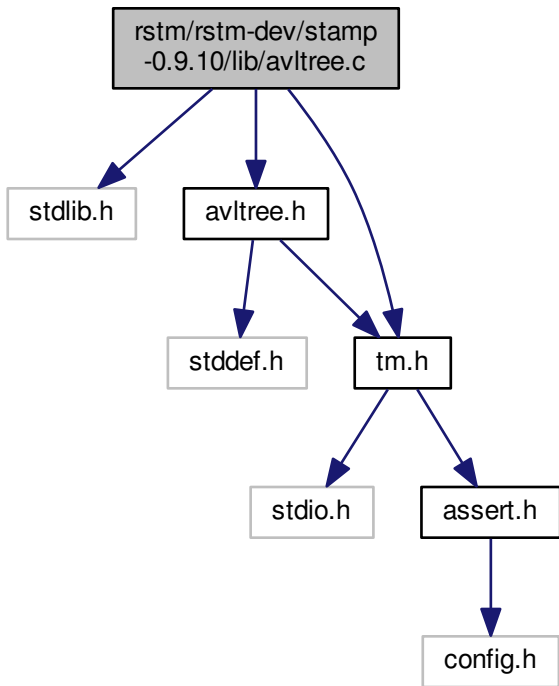 rstm/rstm-dev/stamp
-0.9.10/lib/avltree.c
stdlib.h
avltree.h
stddef.h
tm.h
stdio.h
assert.h
config.h